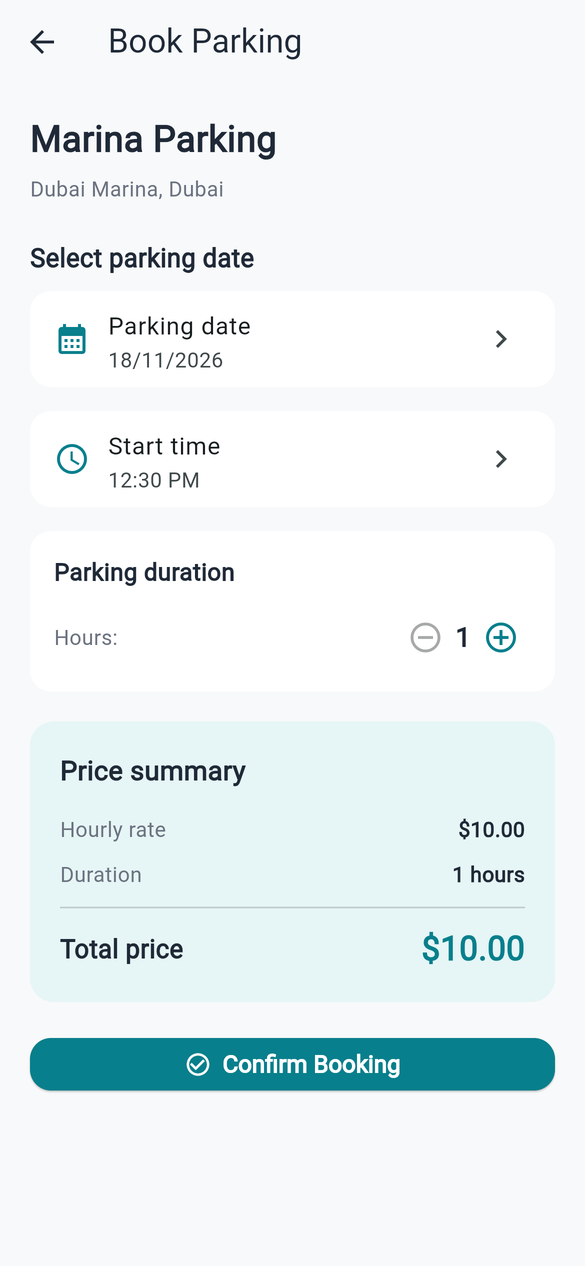 Book Parking
Marina Parking
Dubai Marina, Dubai
Select parking date
Parking date
18/11/2026
Start time
12:30 PM
Parking duration
Hours: 1
Price summary
Hourly rate $10.00
Duration 1 hours
Total price $10.00
Confirm Booking